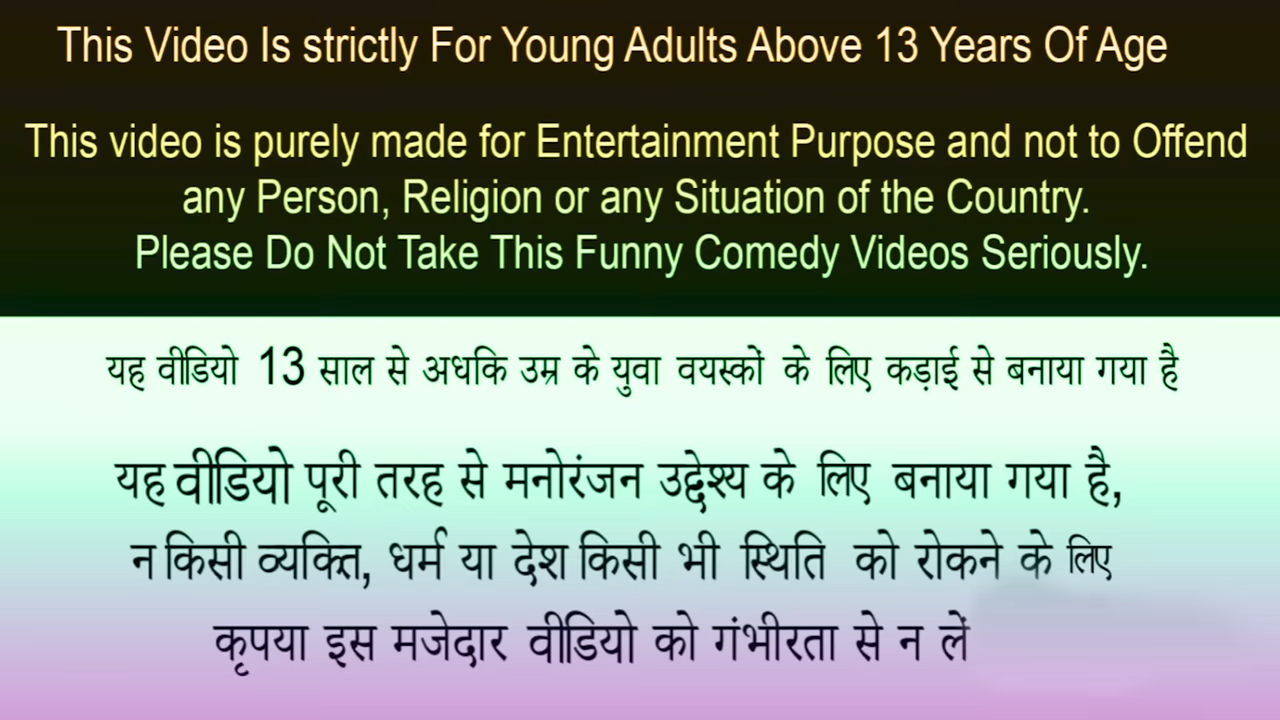 This Video Is strictly For Young Adults Above 13 Years Of Age
This video is purely made for Entertainment Purpose and not to Offend
any Person, Religion or any Situation of the Country.
Please Do Not Take This Funny Comedy Videos Seriously.
यह वीडियो 13 साल से अधकि उम्र के युवा वयस्कों के लिए कड़ाई से बनाया गया है
यह वीडियो पूरी तरह से मनोरंजन उद्देश्य के लिए बनाया गया है,
न किसी व्यक्ति, धर्म या देश किसी भी स्थिति को रोकने के लिए
कृपया इस मजेदार वीडियो को गंभीरता से न लें